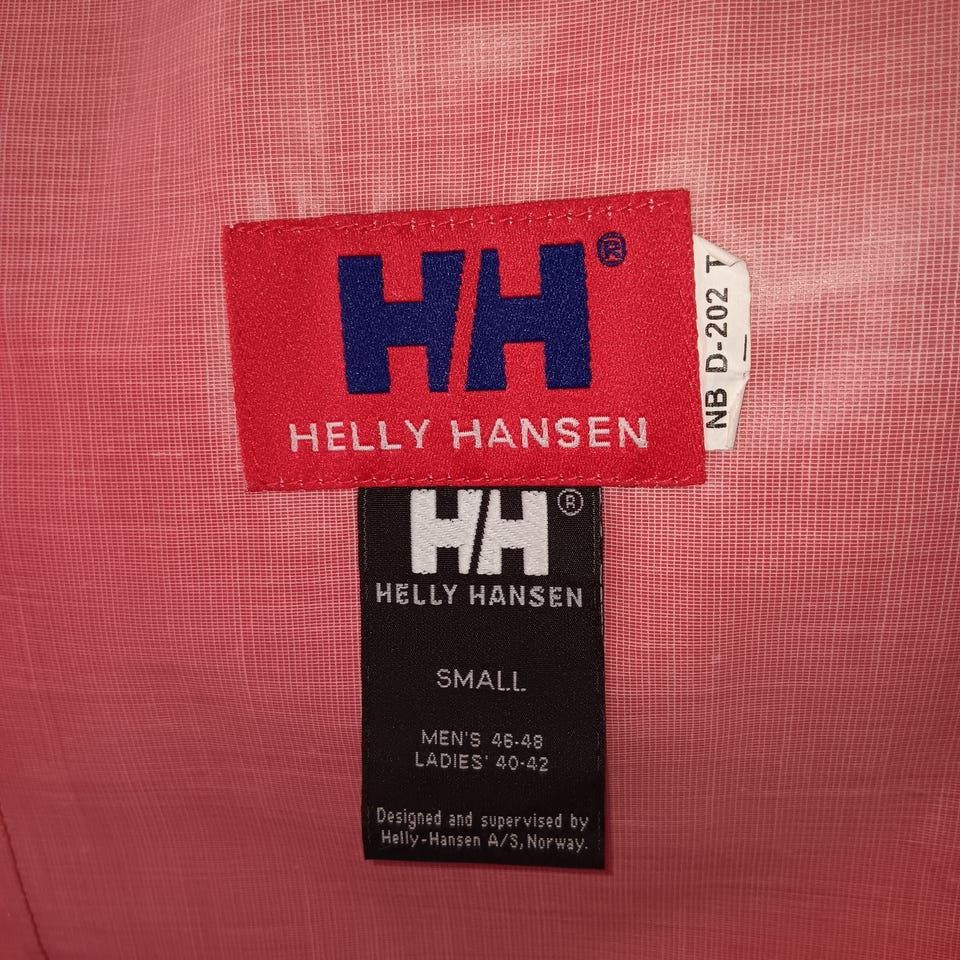 HH®
HELLY HANSEN
NB D-202 T
HH®
HELLY HANSEN
SMALL
MEN'S 46-48
LADIES' 40-42
Designed and supervised by
Helly-Hansen A/S, Norway.